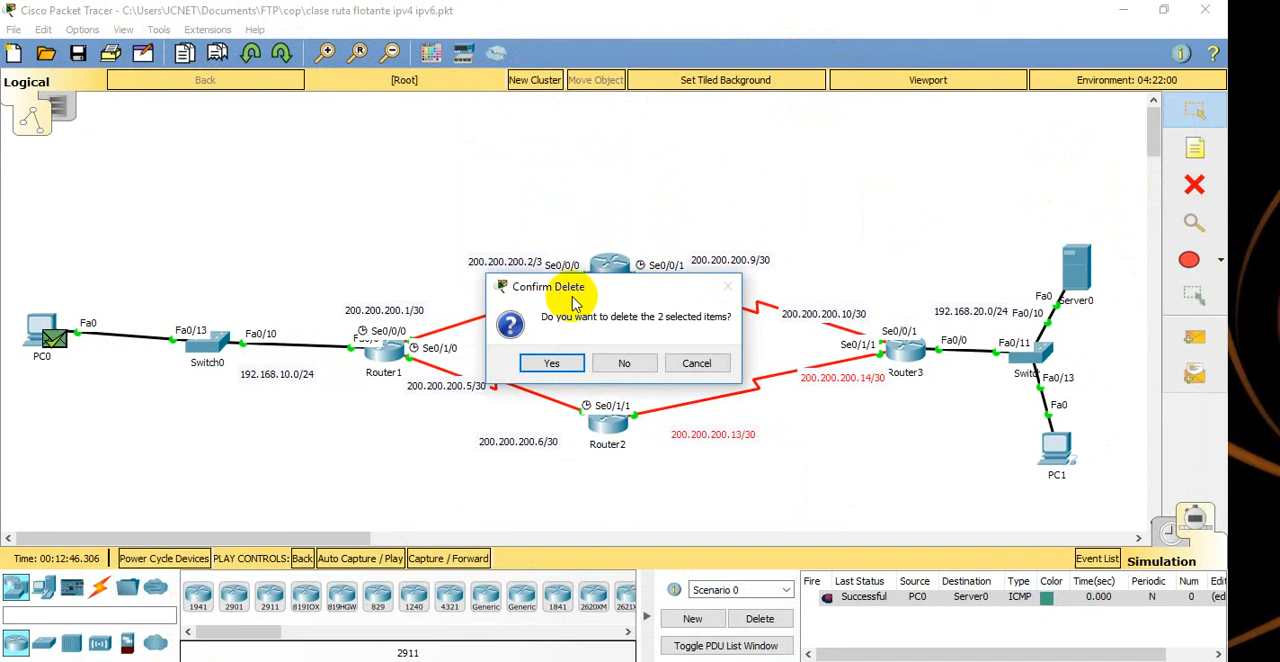 Cisco Packet Tracer - C:\Users\JCNET\Documents\FTP\cop\clase ruta flotante ipv4 ipv6.pkt
File Edit Options View Tools Extensions Help
Logical Back [Root] New Cluster Move Object Set Tiled Background Viewport Environment: 04:22:00
200.200.200.2/3 Se0/0/0 Se0/0/1 200.200.200.9/30
Confirm Delete
Do you want to delete the 2 selected items?
Yes No Cancel
200.200.200.1/30
Se0/0/0
Se0/1/0
Router1
200.200.200.5/30
Fa0
PC0
Fa0/13
Fa0/10
Switch0
192.168.10.0/24
200.200.200.10/30
Se0/0/1
Se0/1/1
Fa0/0
Router3
200.200.200.14/30
192.168.20.0/24
Fa0
Server0
Fa0/10
Fa0/11
Switc
Fa0/13
Fa0
PC1
Se0/1/1
Router2
200.200.200.6/30
200.200.200.13/30
Time: 00:12:46.306 Power Cycle Devices PLAY CONTROLS: Back Auto Capture / Play Capture / Forward Event List Simulation
1941 2901 2911 819IOX 819HGW 829 1240 4321 Generic Generic 1841 2620XM 2621X
2911
Scenario 0
New Delete
Toggle PDU List Window
Fire Last Status Source Destination Type Color Time(sec) Periodic Num Edi
Successful PC0 Server0 ICMP 0.000 N 0 (ed